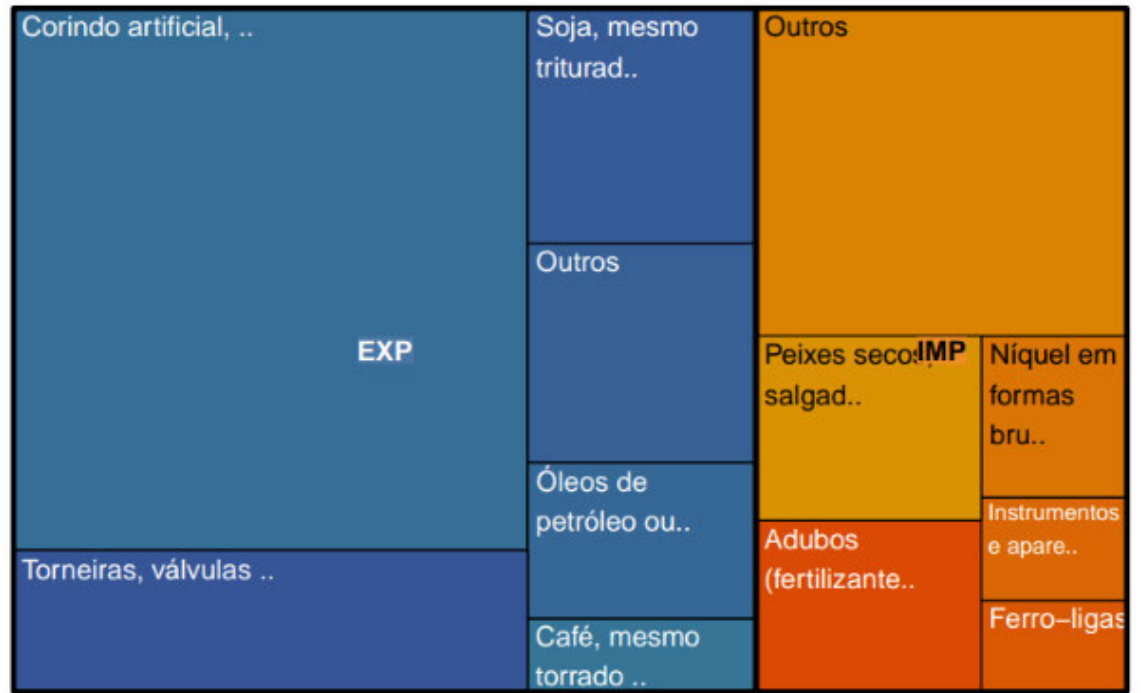 Corindo artificial, ..
Soja, mesmo
triturad..
Outros
Outros
EXP
Peixes secos,
salgad..
IMP
Níquel em
formas
bru..
Óleos de
petróleo ou..
Instrumentos
e apare..
Adubos
(fertilizante..
Torneiras, válvulas ..
Ferro–ligas
Café, mesmo
torrado ..